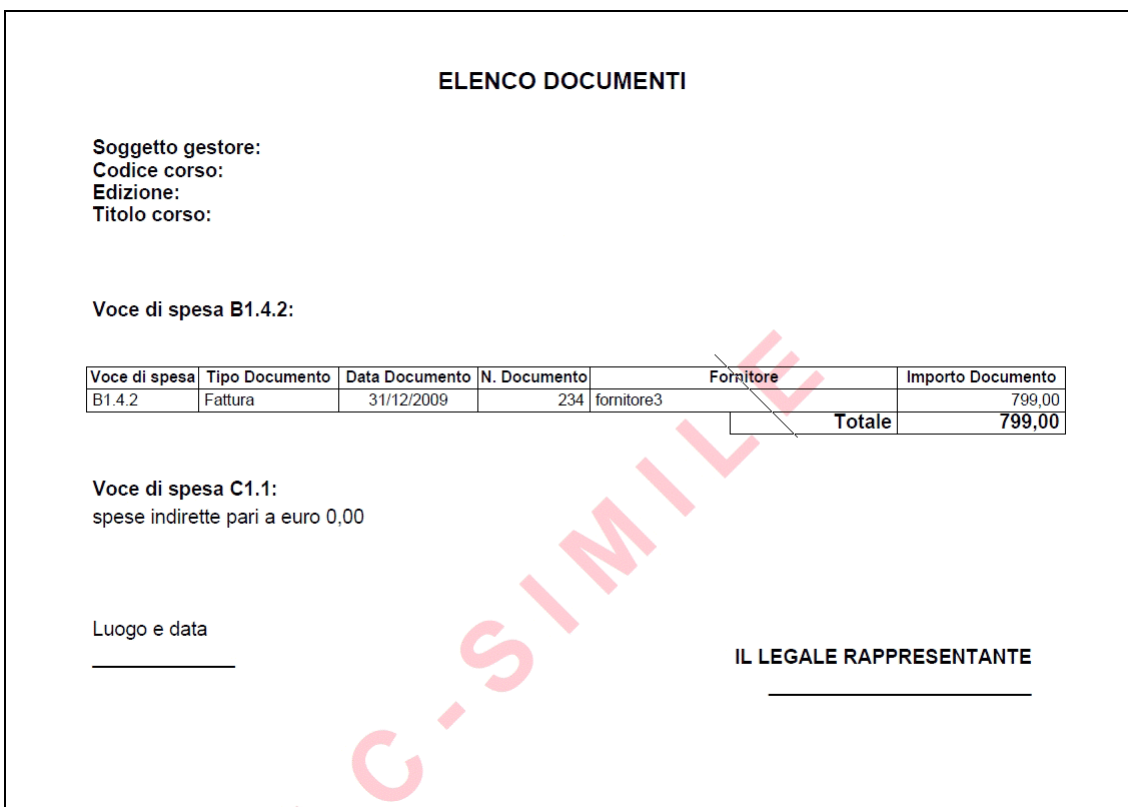 ELENCO DOCUMENTI
Soggetto gestore:
Codice corso:
Edizione:
Titolo corso:
Voce di spesa B1.4.2:
Voce di spesa Tipo Documento Data Documento N. Documento Fornitore Importo Documento
B1.4.2 Fattura 31/12/2009 234 fornitore3 799,00
Totale 799,00
Voce di spesa C1.1:
spese indirette pari a euro 0,00
Luogo e data
IL LEGALE RAPPRESENTANTE
C-SIMILE